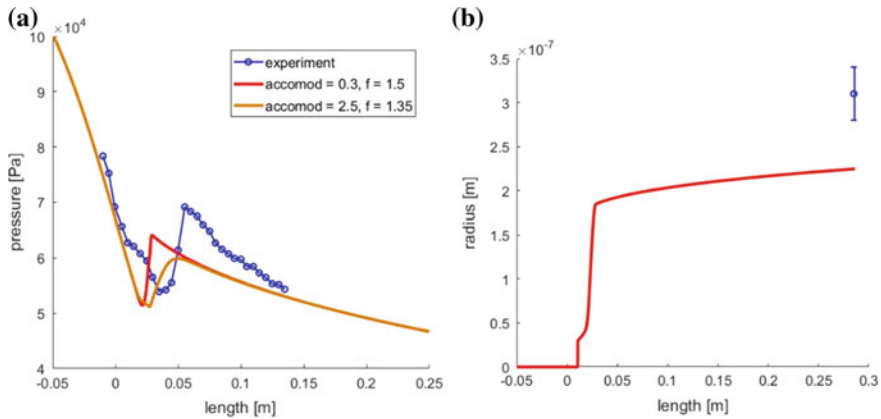 (a)
×10⁴
10
9
8
7
6
5
4
pressure [Pa]
experiment
accomod = 0.3, f = 1.5
accomod = 2.5, f = 1.35
-0.05 0 0.05 0.1 0.15 0.2 0.25
length [m]
(b)
×10⁻⁷
3.5
3
2.5
2
1.5
1
0.5
0
radius [m]
-0.05 0 0.05 0.1 0.15 0.2 0.25 0.3
length [m]